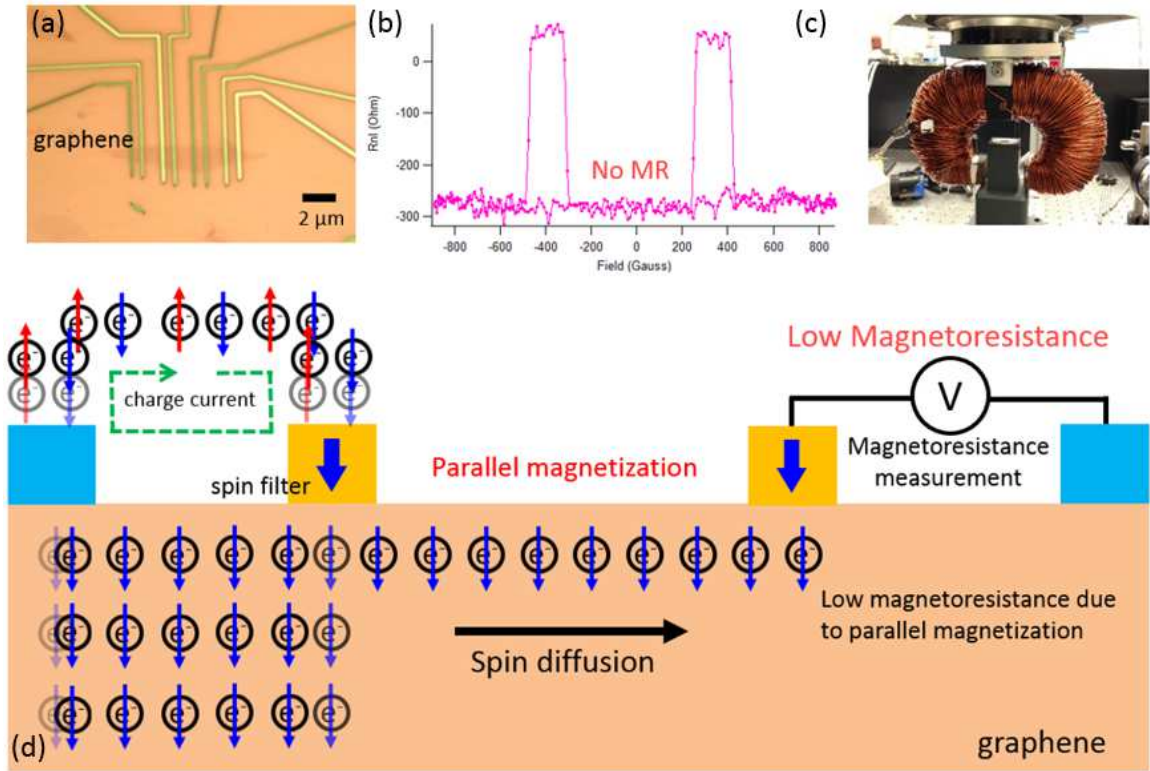 (a)
graphene
2 μm
(b)
Rnl (Ohm)
0
-100
-200
-300
No MR
-800 -600 -400 -200 0 200 400 600 800
Field (Gauss)
(c)
e⁻ e⁻ e⁻ e⁻ e⁻ e⁻
e⁻ e⁻ e⁻ e⁻
e⁻ e⁻ e⁻ e⁻
charge current
Low Magnetoresistance
V
Magnetoresistance
measurement
Parallel magnetization
spin filter
e⁻ e⁻ e⁻ e⁻ e⁻ e⁻ e⁻ e⁻ e⁻ e⁻ e⁻ e⁻ e⁻ e⁻ e⁻ e⁻
Low magnetoresistance due
to parallel magnetization
e⁻ e⁻ e⁻ e⁻ e⁻ e⁻ e⁻
Spin diffusion
e⁻ e⁻ e⁻ e⁻ e⁻ e⁻ e⁻
(d)
graphene